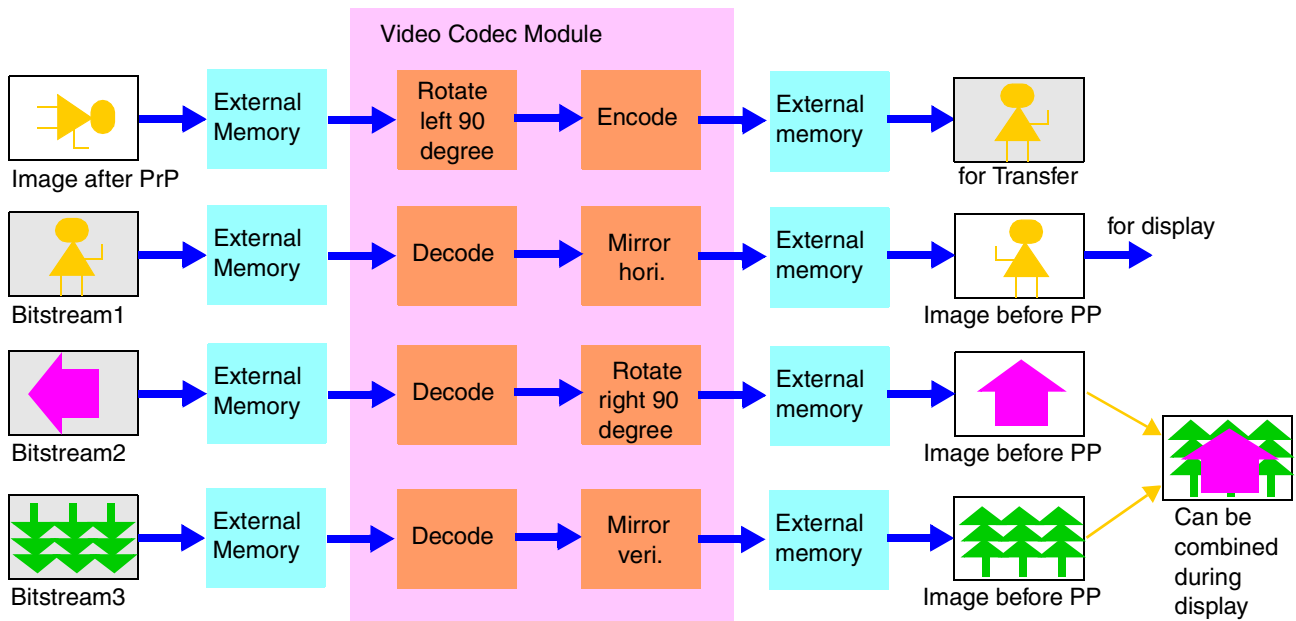 Video Codec Module
Image after PrP
External
Memory
Rotate
left 90
degree
Encode
External
memory
for Transfer
Bitstream1
External
Memory
Decode
Mirror
hori.
External
memory
Image before PP
for display
Bitstream2
External
Memory
Decode
Rotate
right 90
degree
External
memory
Image before PP
Bitstream3
External
Memory
Decode
Mirror
veri.
External
memory
Image before PP
Can be
combined
during
display